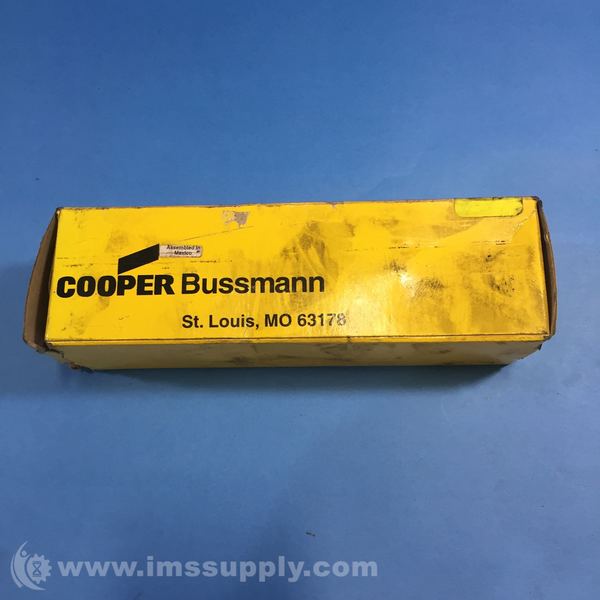 Assembled in
Mexico
COOPER Bussmann
St. Louis, MO 63178
www.imssupply.com